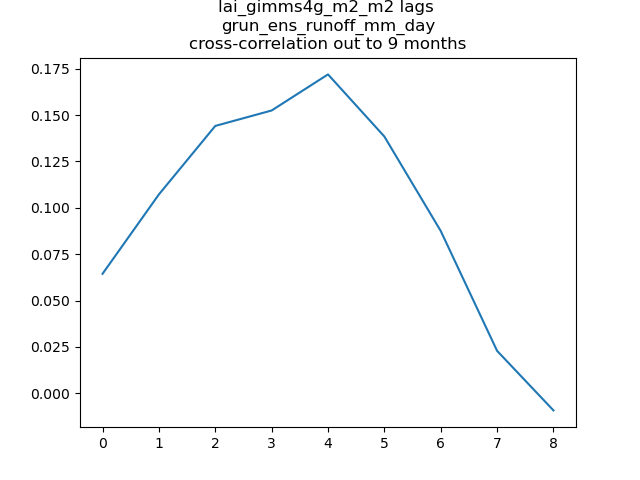 lai_gimms4g_m2_m2 lags
grun_ens_runoff_mm_day
cross-correlation out to 9 months
0.175
0.150
0.125
0.100
0.075
0.050
0.025
0.000
0 1 2 3 4 5 6 7 8